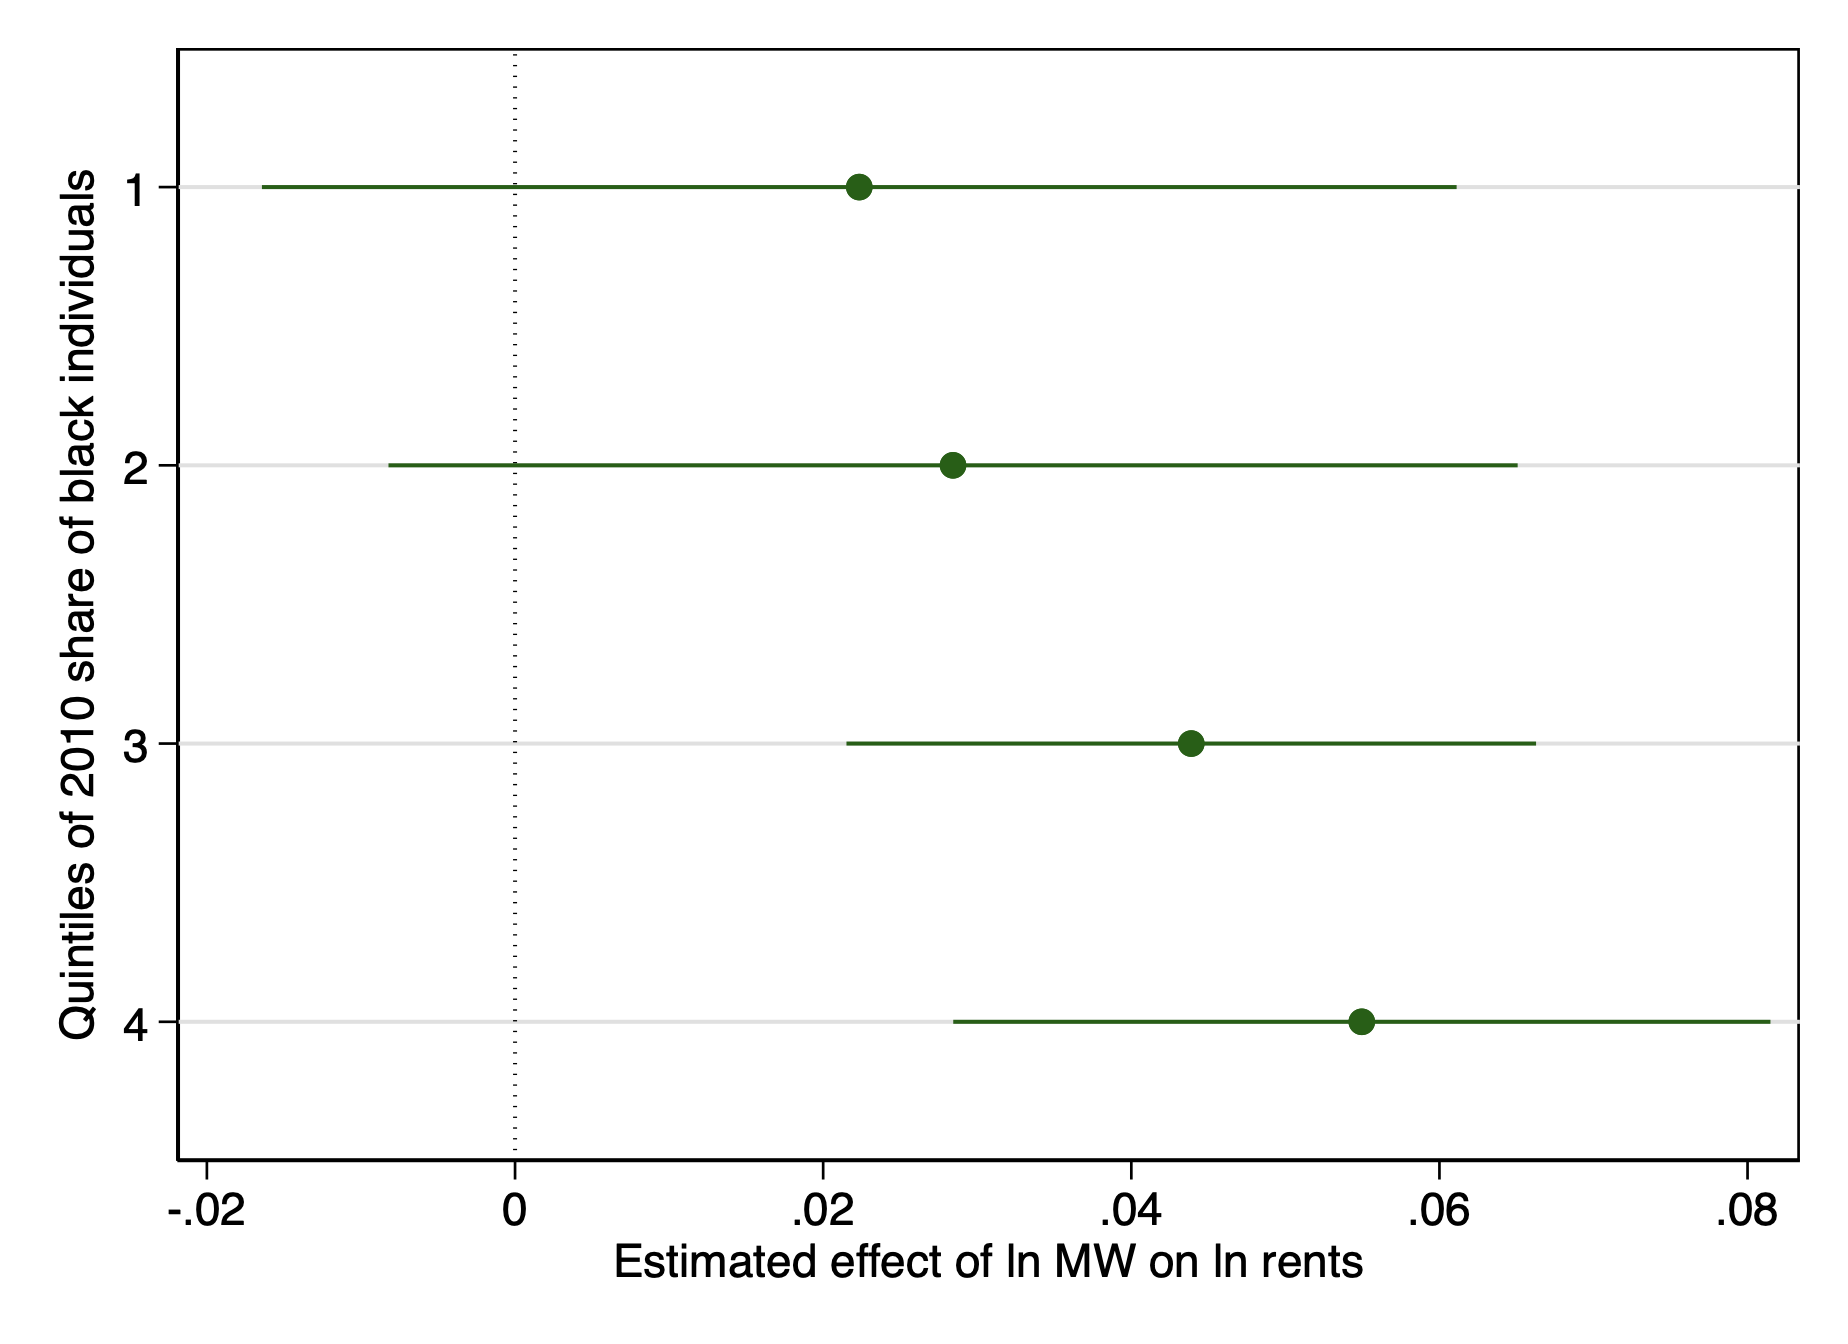 Quintiles of 2010 share of black individuals
1
2
3
4
-.02 0 .02 .04 .06 .08
Estimated effect of ln MW on ln rents